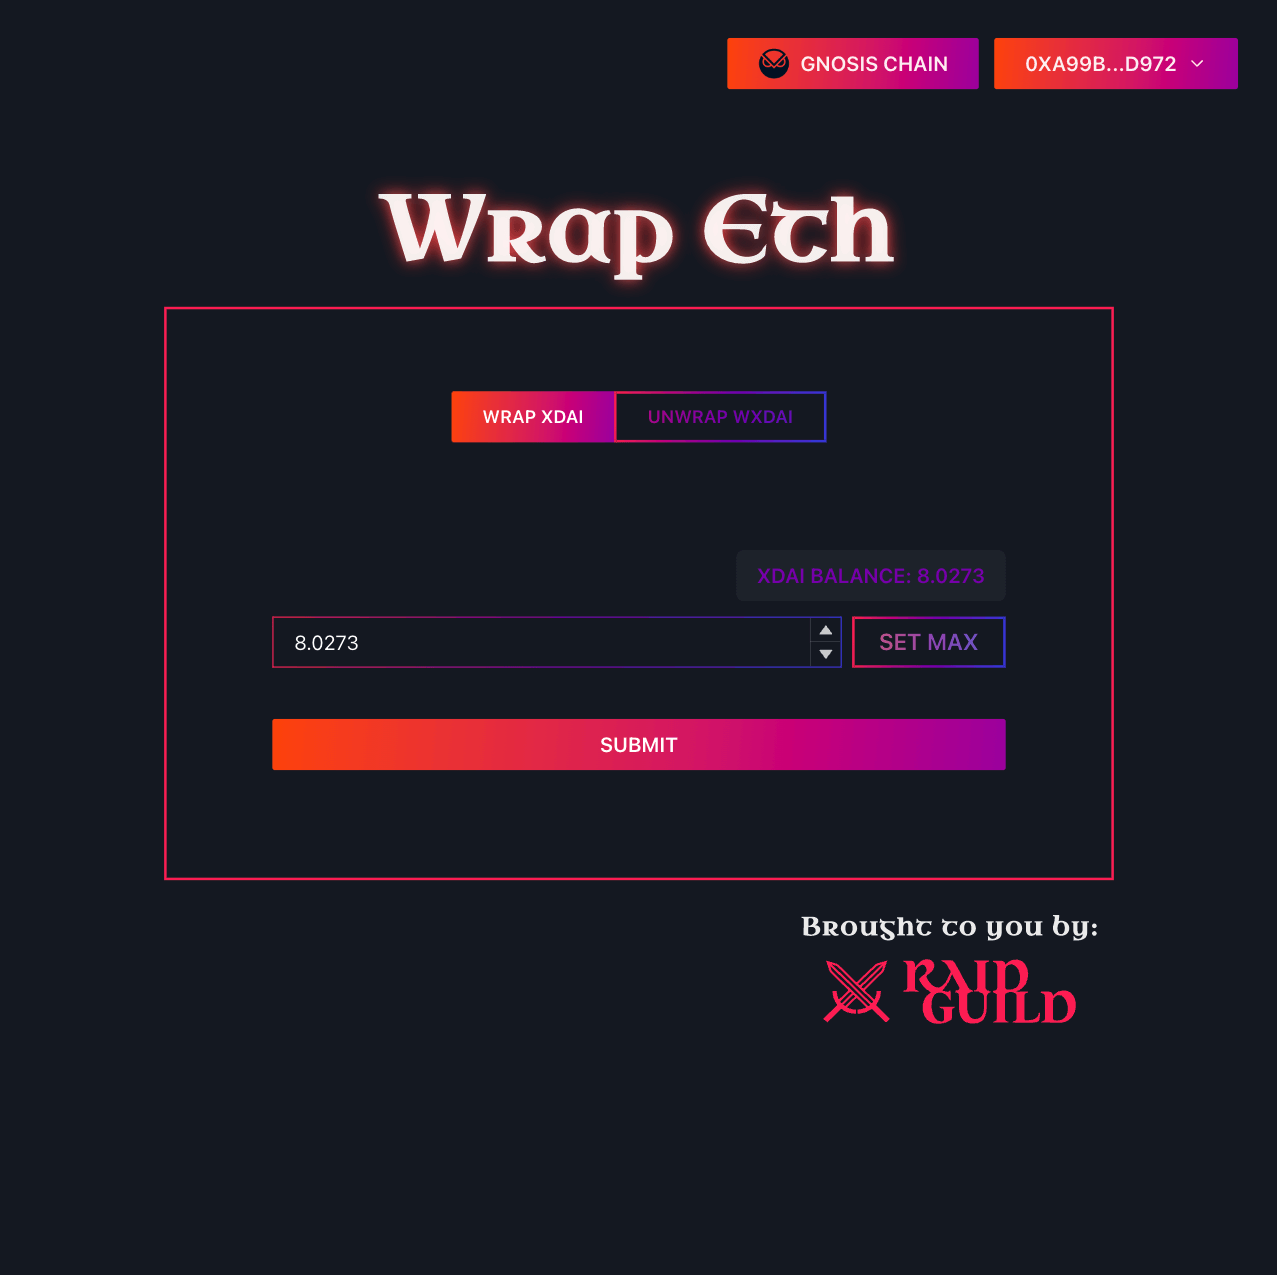 GNOSIS CHAIN
0XA99B...D972
Wrap Eth
WRAP XDAI
UNWRAP WXDAI
XDAI BALANCE: 8.0273
8.0273
SET MAX
SUBMIT
Brought to you by:
RAID
GUILD